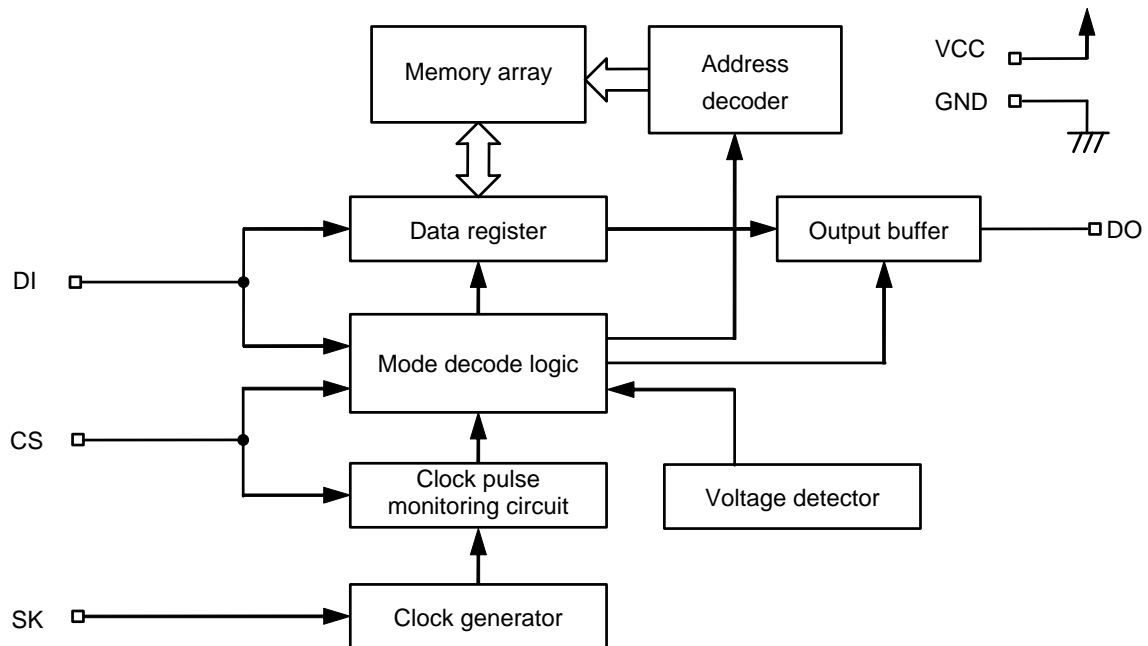 Memory array
Address
decoder
VCC
GND
Data register
Output buffer
DO
DI
Mode decode logic
CS
Clock pulse
monitoring circuit
Voltage detector
SK
Clock generator